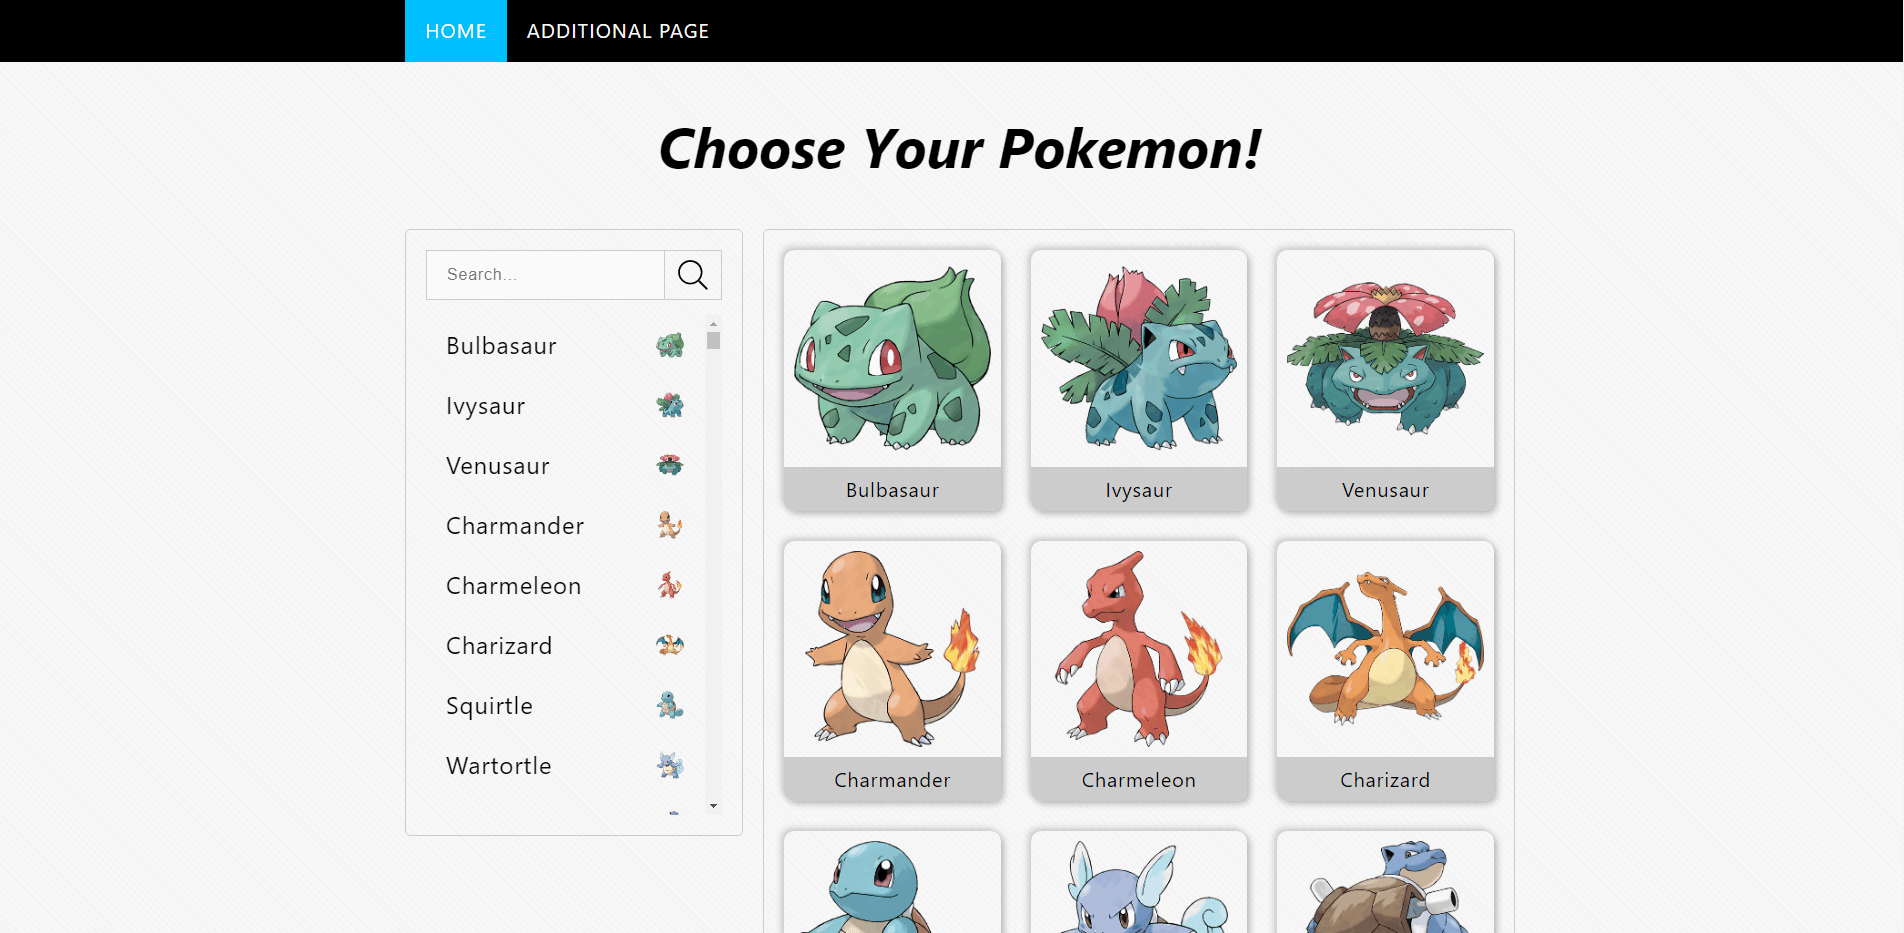 HOME ADDITIONAL PAGE
Choose Your Pokemon!
Search...
Bulbasaur
Ivysaur
Venusaur
Charmander
Charmeleon
Charizard
Squirtle
Wartortle
Bulbasaur Ivysaur Venusaur
Charmander Charmeleon Charizard